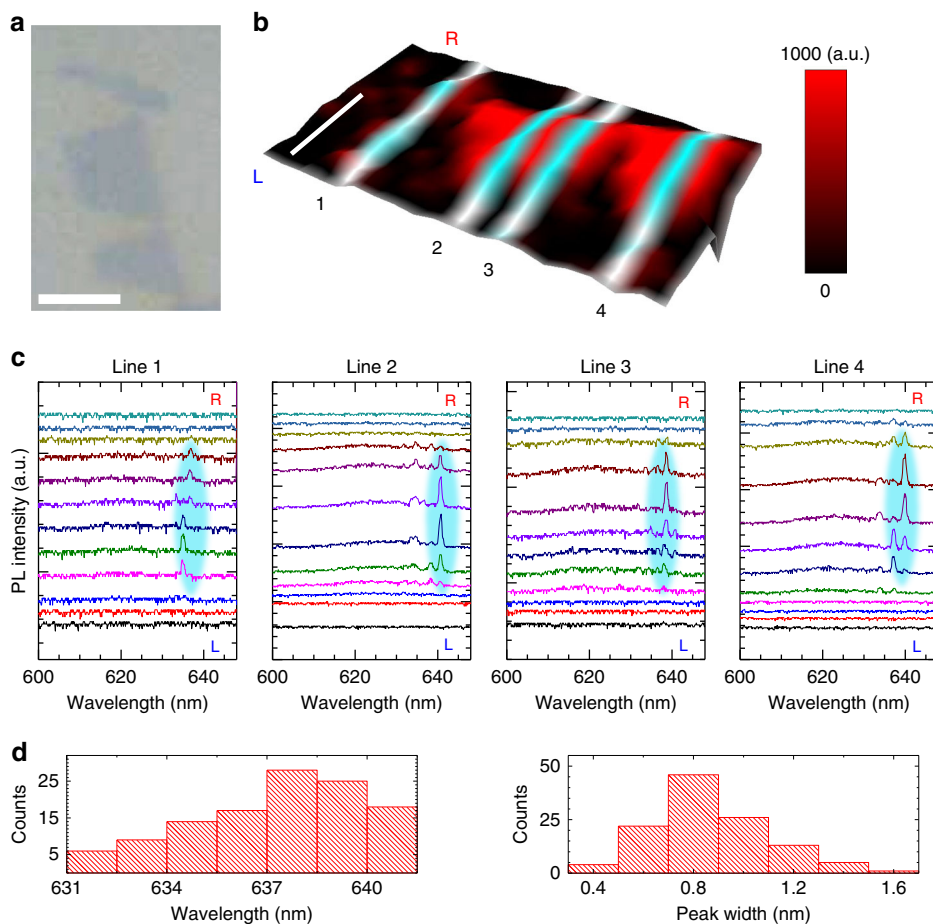 a
b
R
1000 (a.u.)
L
1
2
3
4
0
c
Line 1
Line 2
Line 3
Line 4
R
R
R
R
PL intensity (a.u.)
L
L
L
L
600 620 640
600 620 640
600 620 640
600 620 640
Wavelength (nm)
Wavelength (nm)
Wavelength (nm)
Wavelength (nm)
d
Counts
25
15
5
631 634 637 640
Wavelength (nm)
Counts
50
25
0
0.4 0.8 1.2 1.6
Peak width (nm)